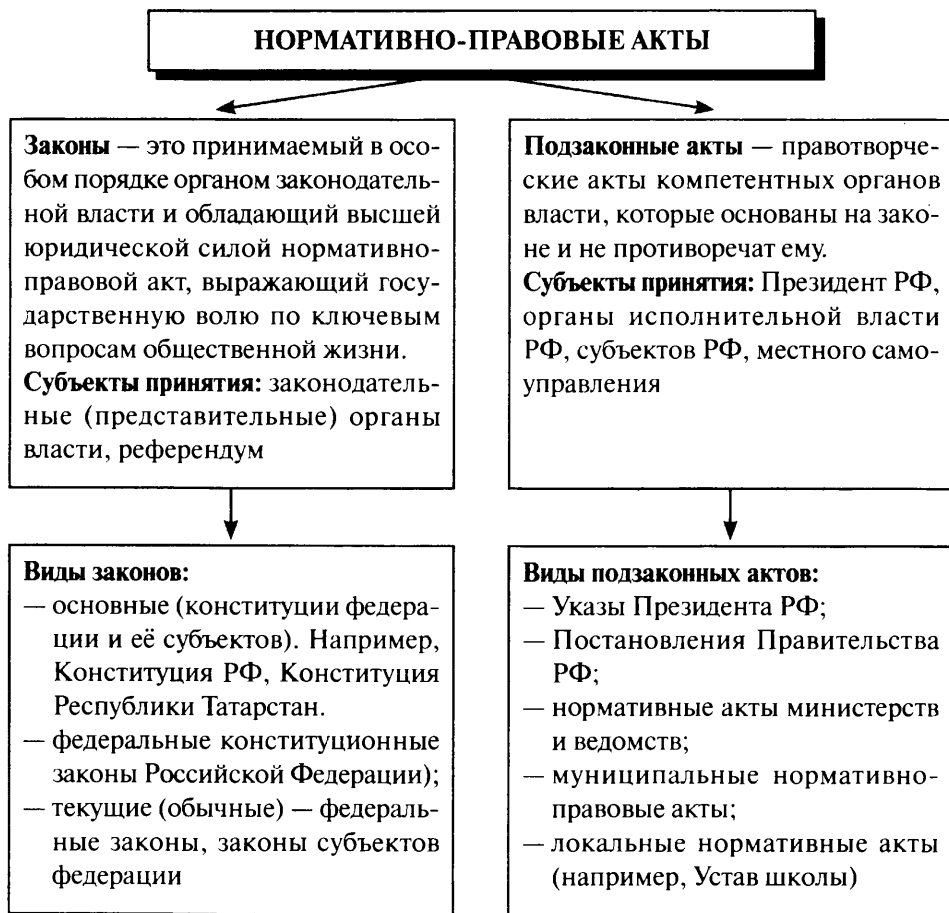 НОРМАТИВНО-ПРАВОВЫЕ АКТЫ
Законы — это принимаемый в осо-
бом порядке органом законодатель-
ной власти и обладающий высшей
юридической силой нормативно-
правовой акт, выражающий госу-
дарственную волю по ключевым
вопросам общественной жизни.
Субъекты принятия: законодатель-
ные (представительные) органы
власти, референдум
Подзаконные акты — правотворче-
ские акты компетентных органов
власти, которые основаны на зако-
не и не противоречат ему.
Субъекты принятия: Президент РФ,
органы исполнительной власти
РФ, субъектов РФ, местного само-
управления
Виды законов:
— основные (конституции федера-
ции и её субъектов). Например,
Конституция РФ, Конституция
Республики Татарстан.
— федеральные конституционные
законы Российской Федерации);
— текущие (обычные) — федераль-
ные законы, законы субъектов
федерации
Виды подзаконных актов:
— Указы Президента РФ;
— Постановления Правительства
РФ;
— нормативные акты министерств
и ведомств;
— муниципальные нормативно-
правовые акты;
— локальные нормативные акты
(например, Устав школы)